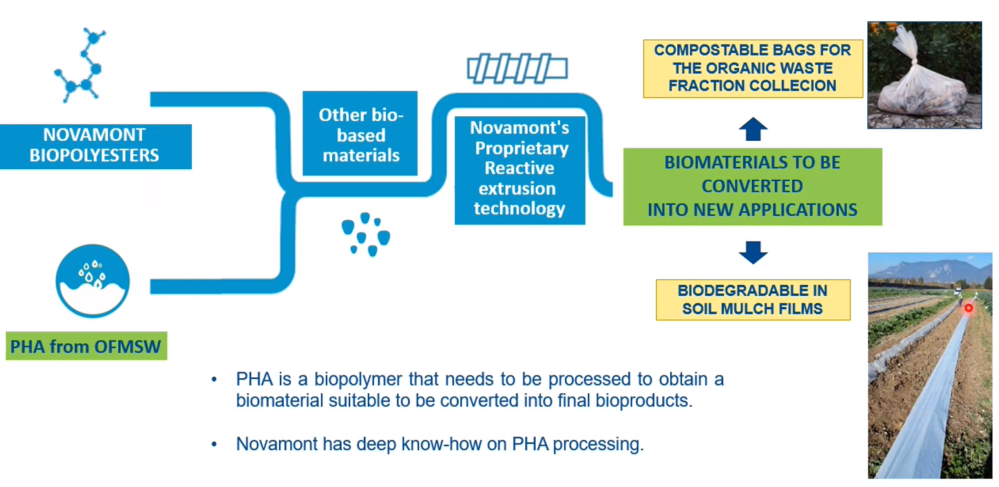 NOVAMONT
BIOPOLYESTERS
PHA from OFMSW
Other bio-
based
materials
Novamont's
Proprietary
Reactive
extrusion
technology
COMPOSTABLE BAGS FOR
THE ORGANIC WASTE
FRACTION COLLECION
BIOMATERIALS TO BE
CONVERTED
INTO NEW APPLICATIONS
BIODEGRADABLE IN
SOIL MULCH FILMS
• PHA is a biopolymer that needs to be processed to obtain a
biomaterial suitable to be converted into final bioproducts.
• Novamont has deep know-how on PHA processing.